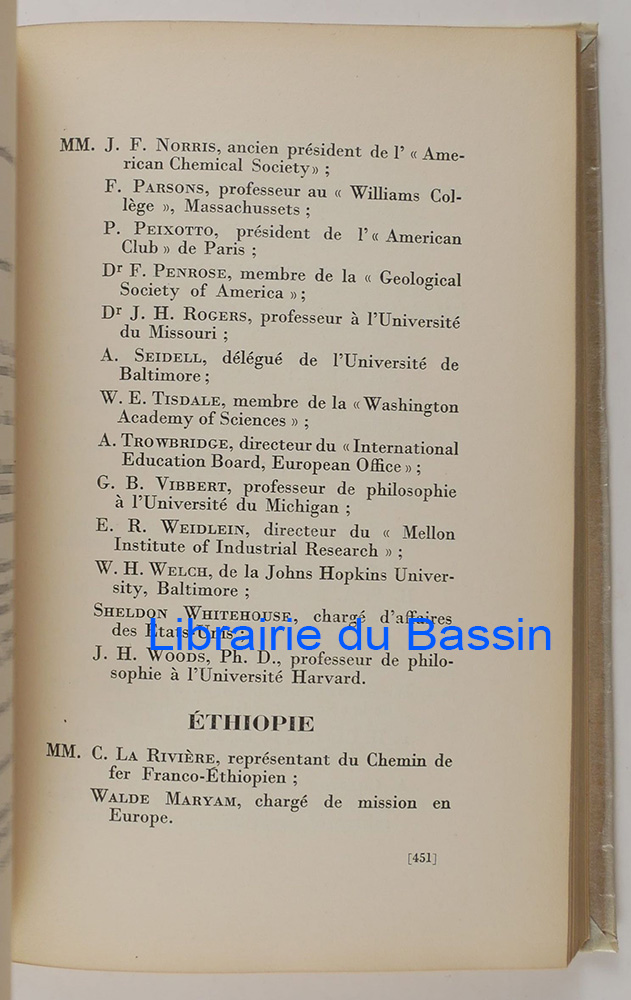 MM. J. F. NORRIS, ancien président de l' « Ame-
rican Chemical Society» ;
F. PARSONS, professeur au « Williams Col-
lège », Massachussets ;
P. PEIXOTTO, président de l'« American
Club » de Paris ;
Dr F. PENROSE, membre de la « Geological
Society of America » ;
Dr J. H. ROGERS, professeur à l'Université
du Missouri ;
A. SEIDELL, délégué de l'Université de
Baltimore ;
W. E. TISDALE, membre de la « Washington
Academy of Sciences » ;
A. TROWBRIDGE, directeur du « International
Education Board, European Office » ;
G. B. VIBBERT, professeur de philosophie
à l'Université du Michigan ;
E. R. WEIDLEIN, directeur du « Mellon
Institute of Industrial Research » ;
W. H. WELCH, de la Johns Hopkins Univer-
sity, Baltimore ;
SHELDON WHITEHOUSE, chargé d'affaires
des États-Unis ;
Librairie du Bassin
J. H. WOODS, Ph. D., professeur de philo-
sophie à l'Université Harvard.
ÉTHIOPIE
MM. C. LA RIVIÈRE, représentant du Chemin de
fer Franco-Éthiopien ;
WALDE MARYAM, chargé de mission en
Europe.
[451]